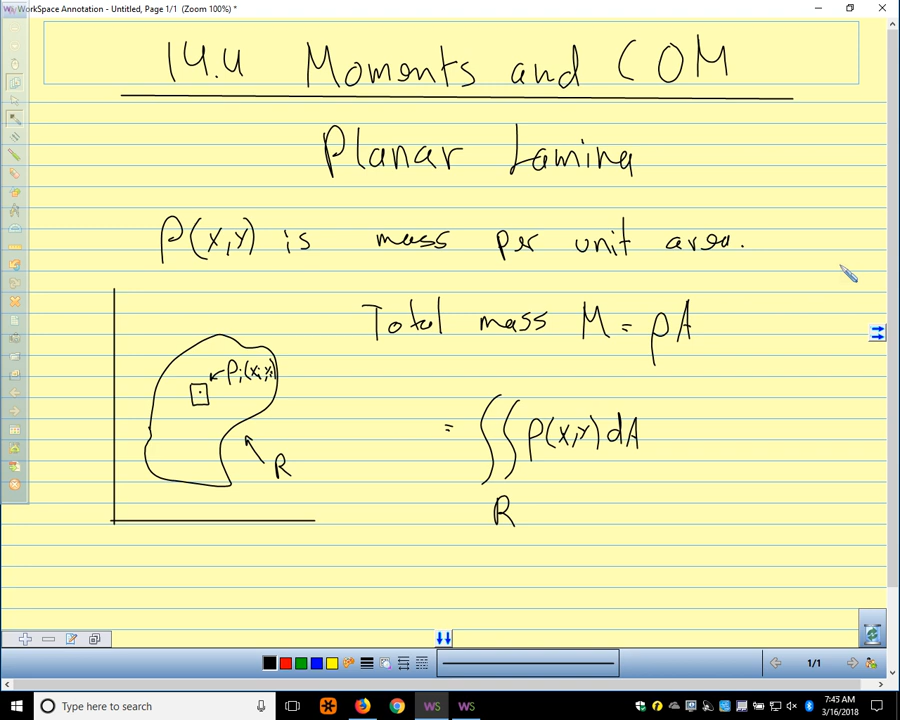 WorkSpace Annotation - Untitled, Page 1/1 (Zoom 100%) *
14.4 Moments and COM
Planar Lamina
ρ(x,y) is mass per unit area.
Total mass M = ρA
ρi(xi,yi)
= ∬ ρ(x,y) dA
R
R
1/1
Type here to search
WS
WS
7:45 AM
3/16/2018